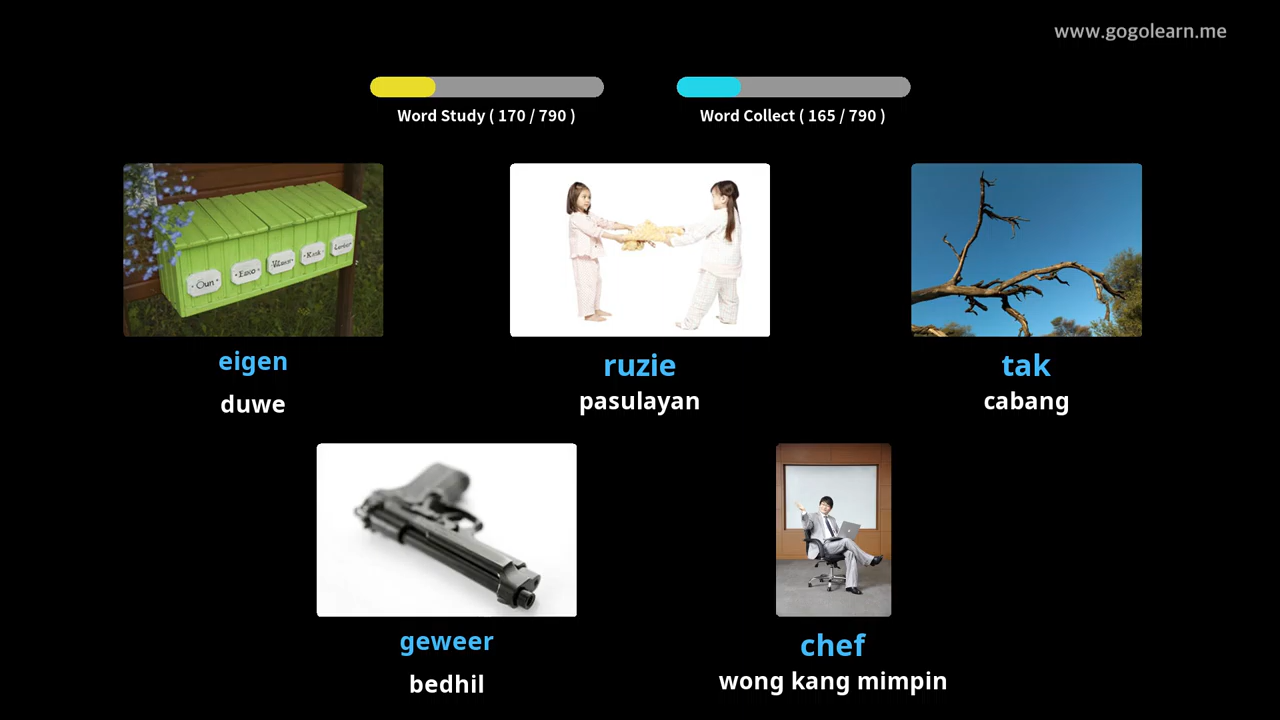 www.gogolearn.me
Word Study ( 170 / 790 )
Word Collect ( 165 / 790 )
eigen
duwe
ruzie
pasulayan
tak
cabang
geweer
bedhil
chef
wong kang mimpin